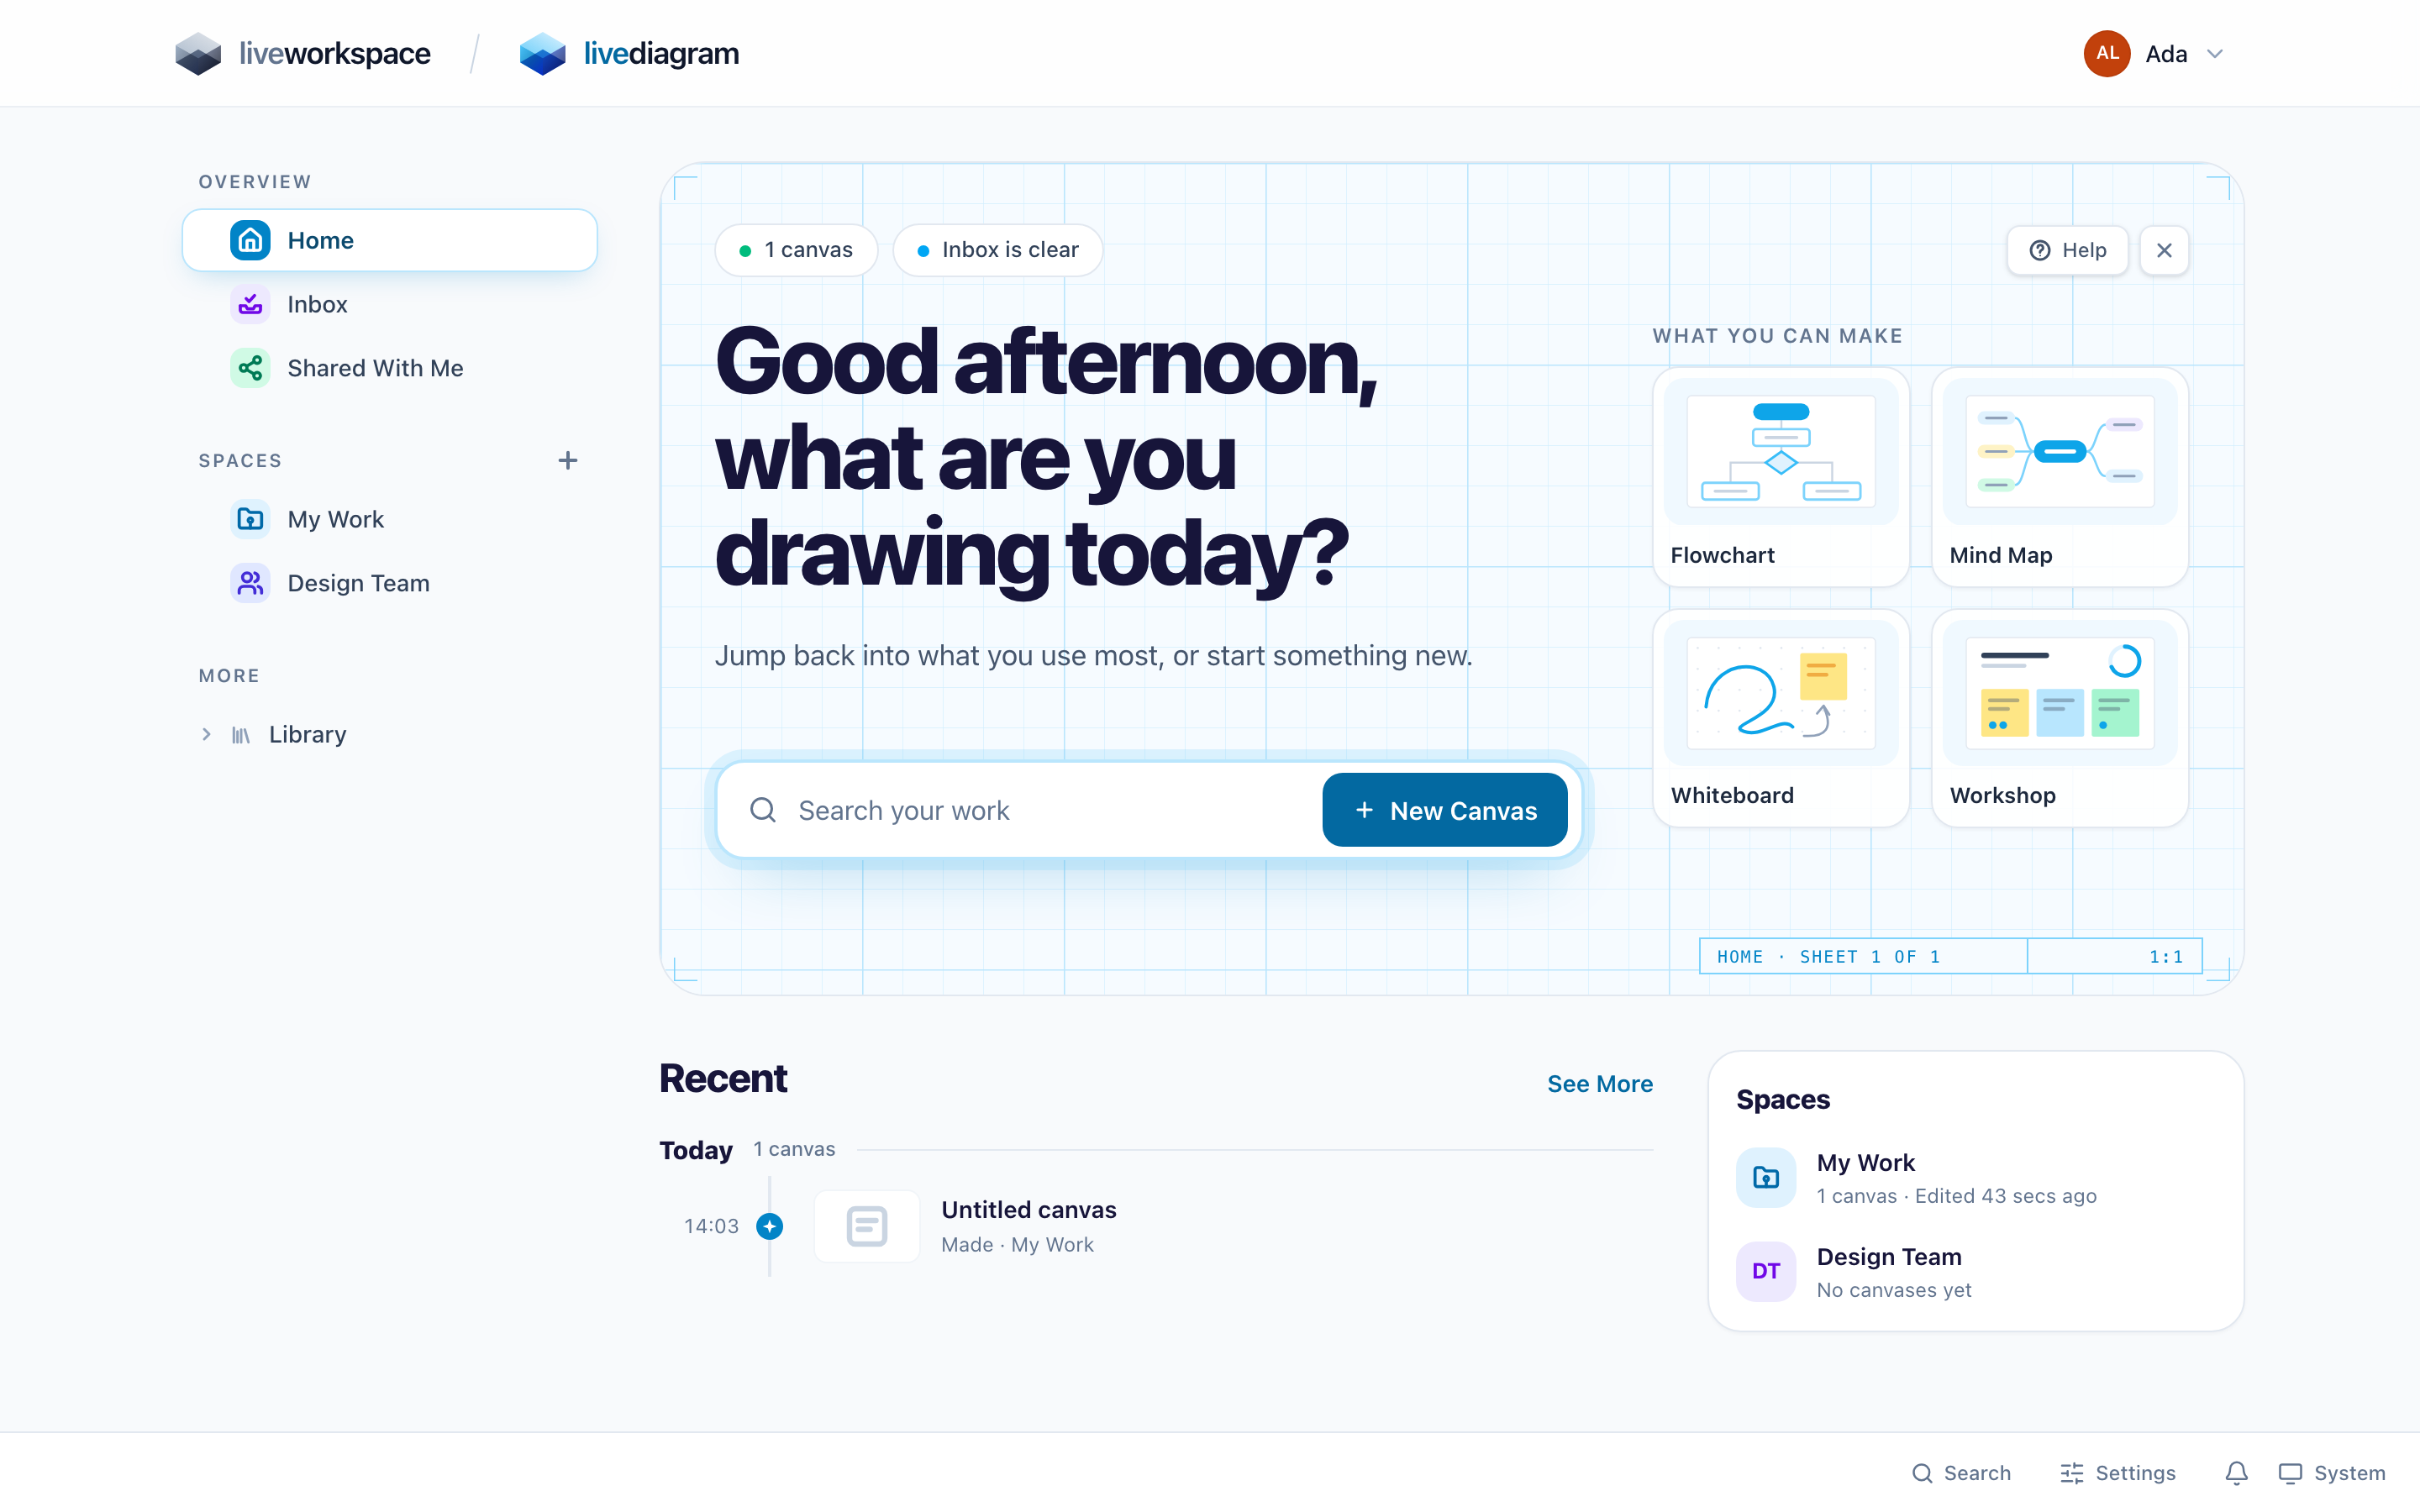 liveworkspace / livediagram
AL Ada
OVERVIEW
Home
Inbox
Shared With Me
SPACES +
My Work
Design Team
MORE
Library
1 canvas
Inbox is clear
Help
Good afternoon,
what are you
drawing today?
Jump back into what you use most, or start something new.
Search your work
+ New Canvas
WHAT YOU CAN MAKE
Flowchart
Mind Map
Whiteboard
Workshop
HOME · SHEET 1 OF 1
1:1
Recent
See More
Today 1 canvas
14:03
Untitled canvas
Made · My Work
Spaces
My Work
1 canvas · Edited 43 secs ago
DT
Design Team
No canvases yet
Search
Settings
System